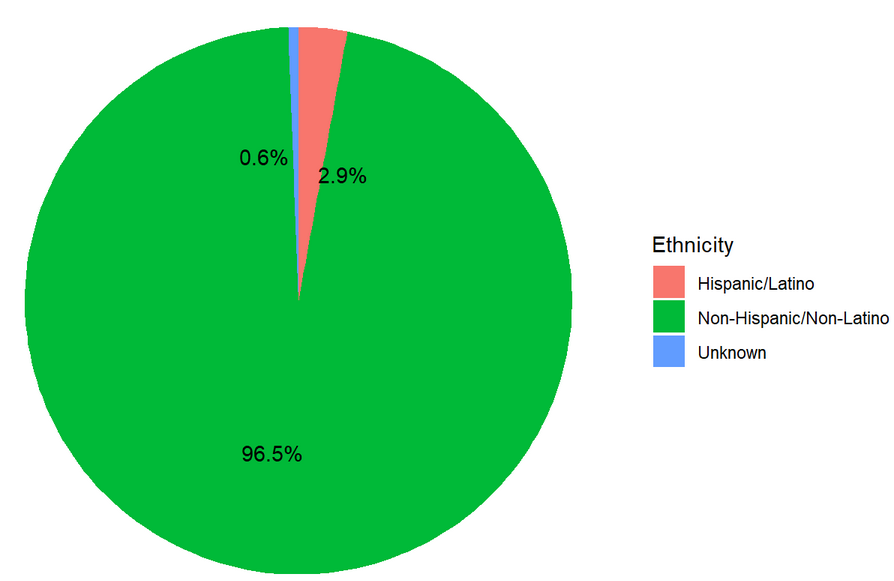 0.6%
2.9%
96.5%
Ethnicity
Hispanic/Latino
Non-Hispanic/Non-Latino
Unknown